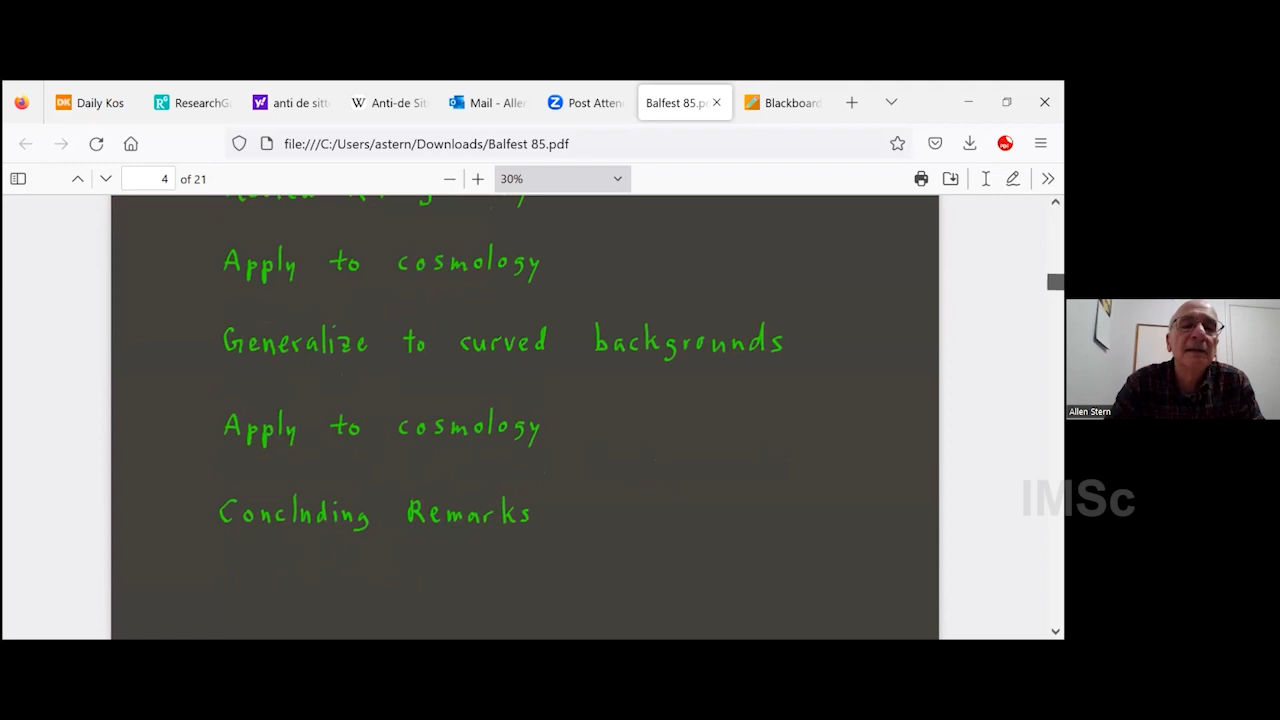 Daily Kos
ResearchG
anti de sitt
Anti-de Sit
Mail - Alle
Post Atten
Balfest 85.p
Blackboard
file:///C:/Users/astern/Downloads/Balfest 85.pdf
4 of 21
30%
Apply to cosmology
Generalize to curved backgrounds
Apply to cosmology
Concluding Remarks
Allen Stern
IMSc